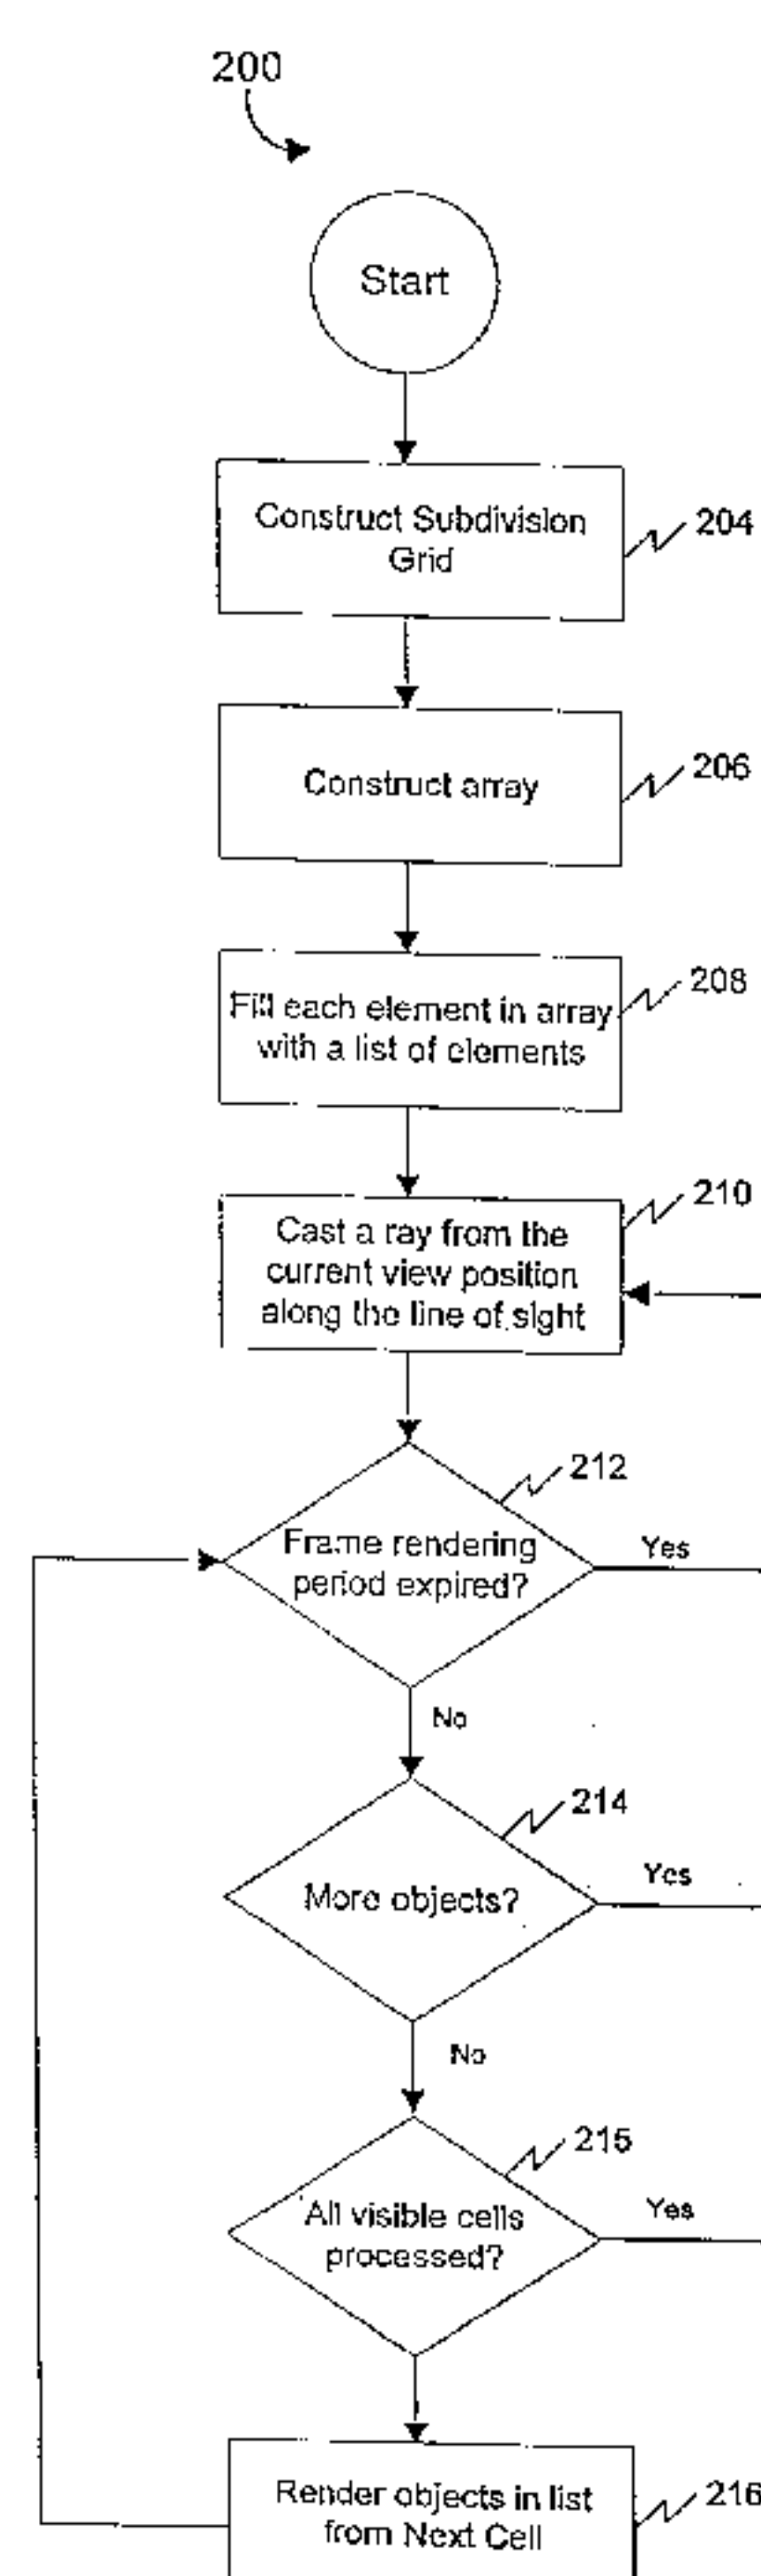 200
Start
Construct Subdivision
Grid
204
Construct array
206
Fill each element in array
with a list of elements
208
Cast a ray from the
current view position
along the line of sight
210
212
Frame rendering
period expired?
Yes
No
214
More objects?
Yes
No
215
All visible cells
processed?
Yes
Render objects in list
from Next Cell
216